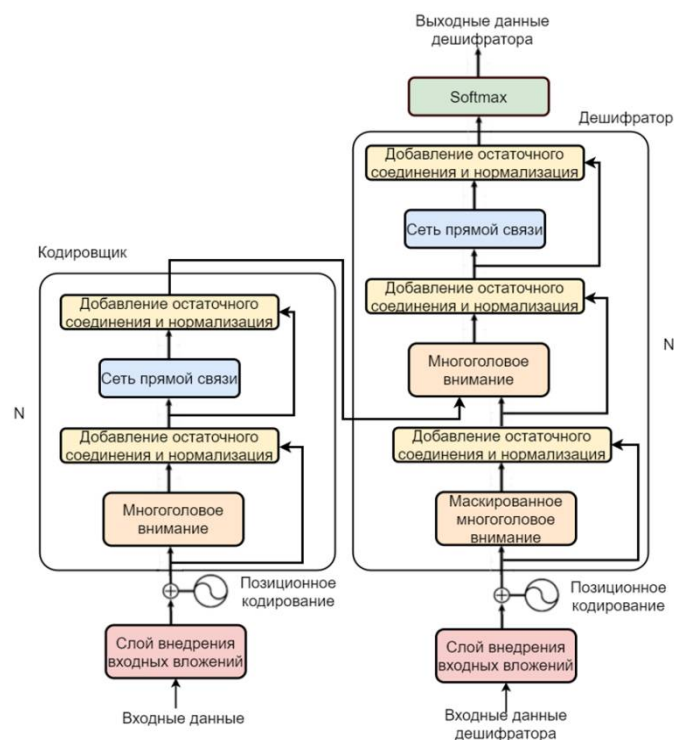 Выходные данные
дешифратора
Softmax
Дешифратор
Добавление остаточного
соединения и нормализация
Сеть прямой связи
Добавление остаточного
соединения и нормализация
N
Многоголовое
внимание
Добавление остаточного
соединения и нормализация
Маскированное
многоголовое
внимание
Позиционное
кодирование
Слой внедрения
входных вложений
Входные данные
дешифратора
Кодировщик
Добавление остаточного
соединения и нормализация
Сеть прямой связи
N
Добавление остаточного
соединения и нормализация
Многоголовое
внимание
Позиционное
кодирование
Слой внедрения
входных вложений
Входные данные